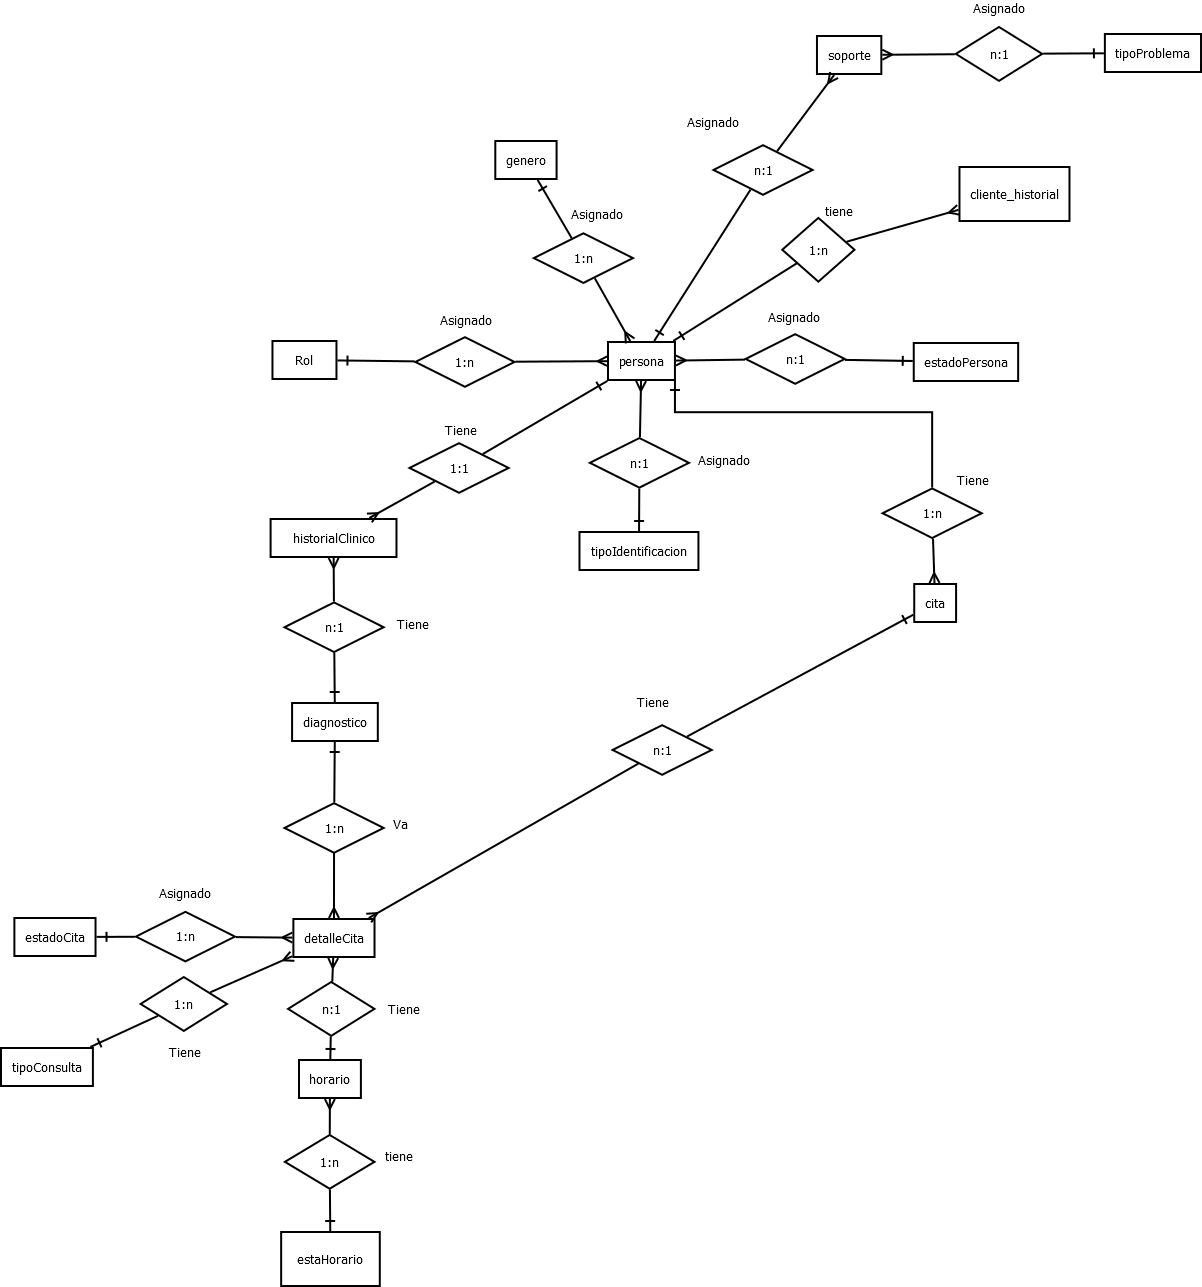 Asignado
soporte
n:1
tipoProblema
Asignado
genero
n:1
cliente_historial
Asignado
tiene
1:n
1:n
Asignado
Asignado
Rol
1:n
persona
n:1
estadoPersona
Tiene
1:1
n:1
Asignado
Tiene
1:n
historialClinico
tipoIdentificacion
cita
n:1
Tiene
Tiene
diagnostico
n:1
1:n
Va
Asignado
estadoCita
1:n
detalleCita
1:n
n:1
Tiene
Tiene
tipoConsulta
horario
1:n
tiene
estaHorario